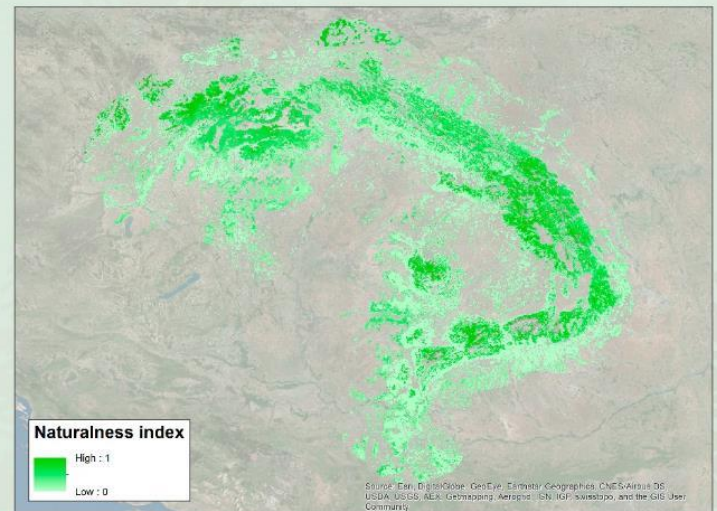 Naturalness index
High : 1
Low : 0
Source: Esri, DigitalGlobe, GeoEye, Earthstar Geographics, CNES/Airbus DS,
USDA, USGS, AEX, Getmapping, Aerogrid, IGN, IGP, swisstopo, and the GIS User
Community